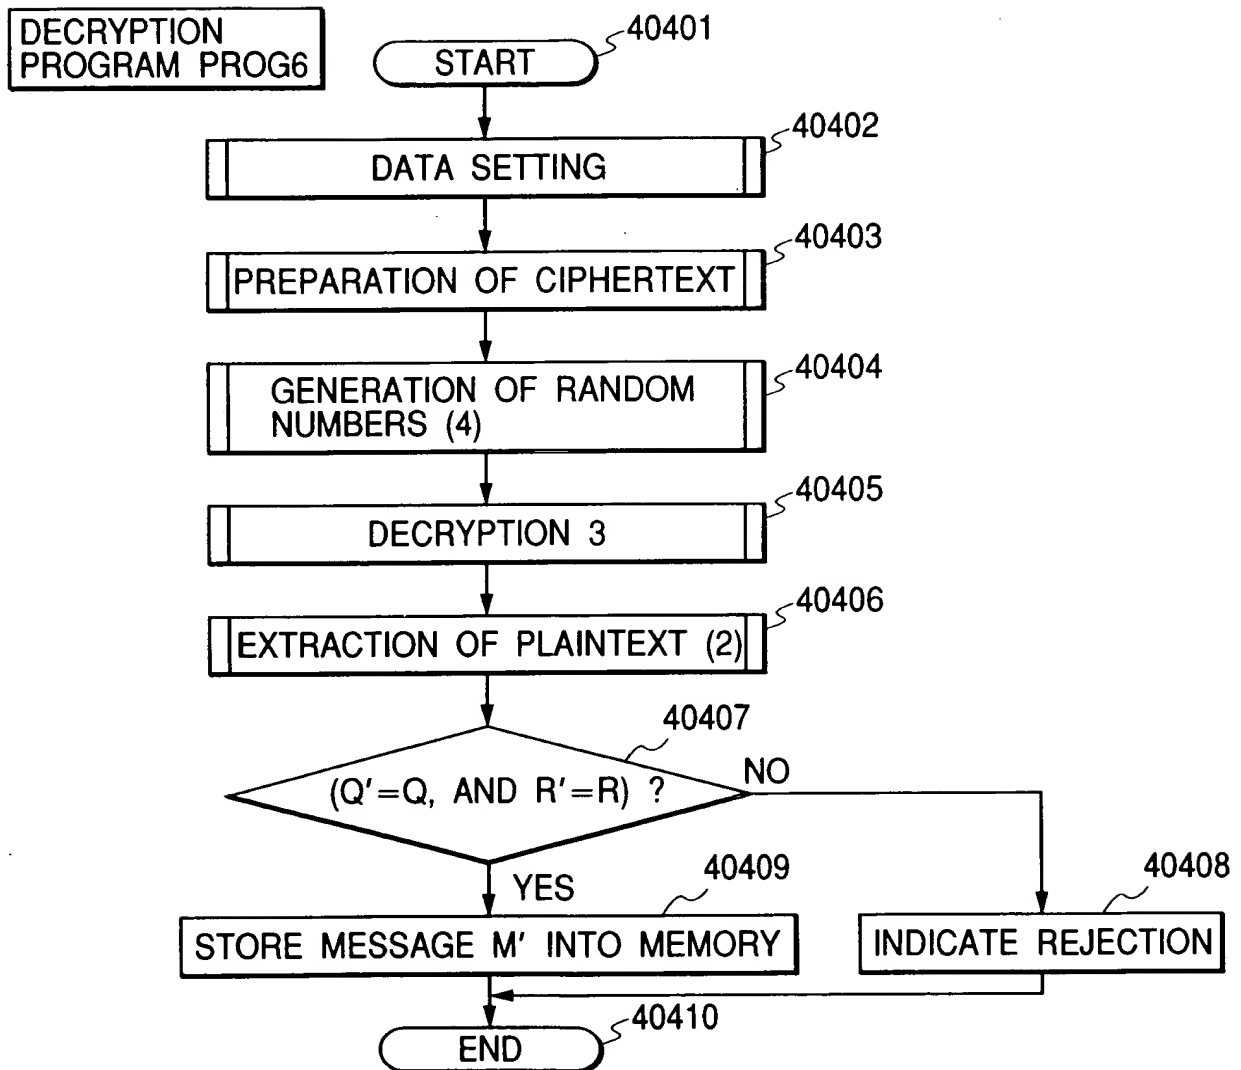 DECRYPTION
PROGRAM PROG6
START
40401
DATA SETTING
40402
PREPARATION OF CIPHERTEXT
40403
GENERATION OF RANDOM
NUMBERS (4)
40404
DECRYPTION 3
40405
EXTRACTION OF PLAINTEXT (2)
40406
40407
(Q'=Q, AND R'=R) ?
NO
YES
40409
STORE MESSAGE M' INTO MEMORY
40408
INDICATE REJECTION
40410
END